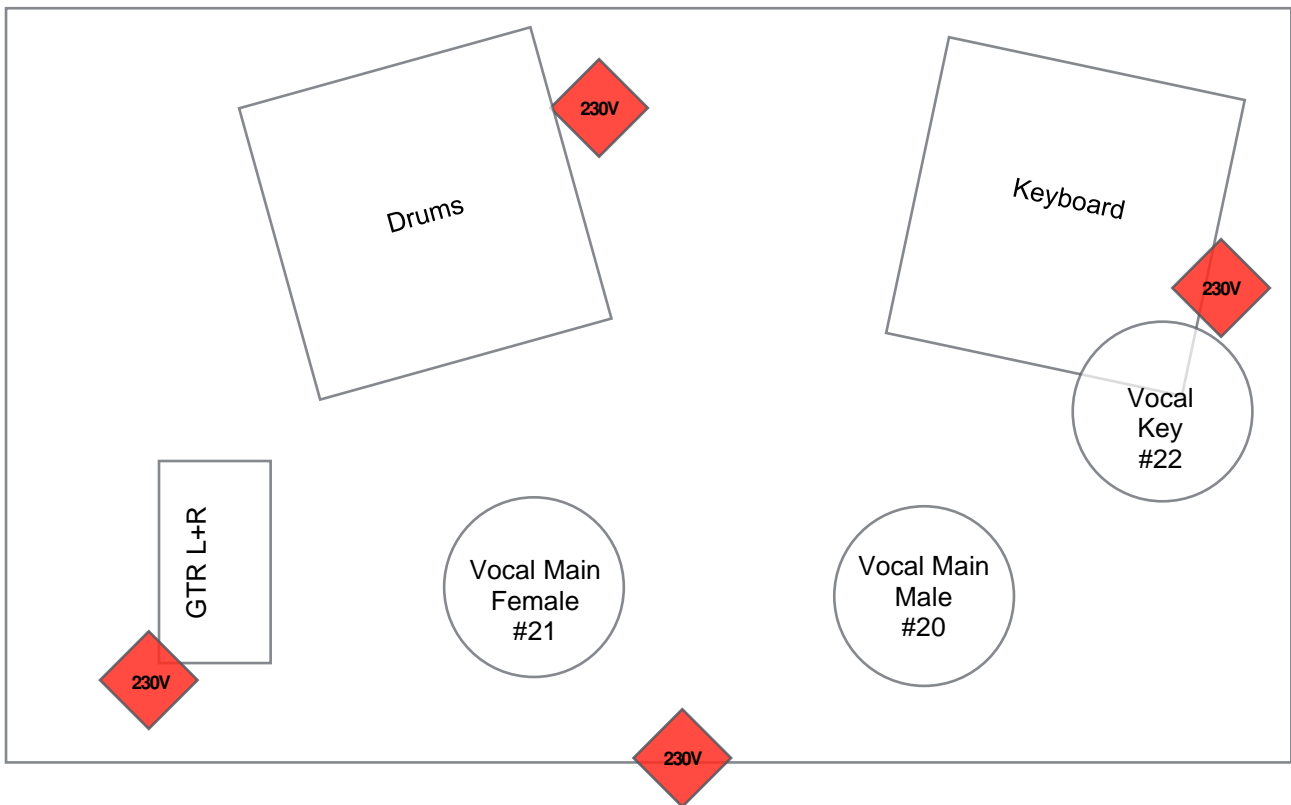 230V
Drums
Keyboard
230V
Vocal
Key
#22
GTR L+R
Vocal Main
Female
#21
Vocal Main
Male
#20
230V
230V